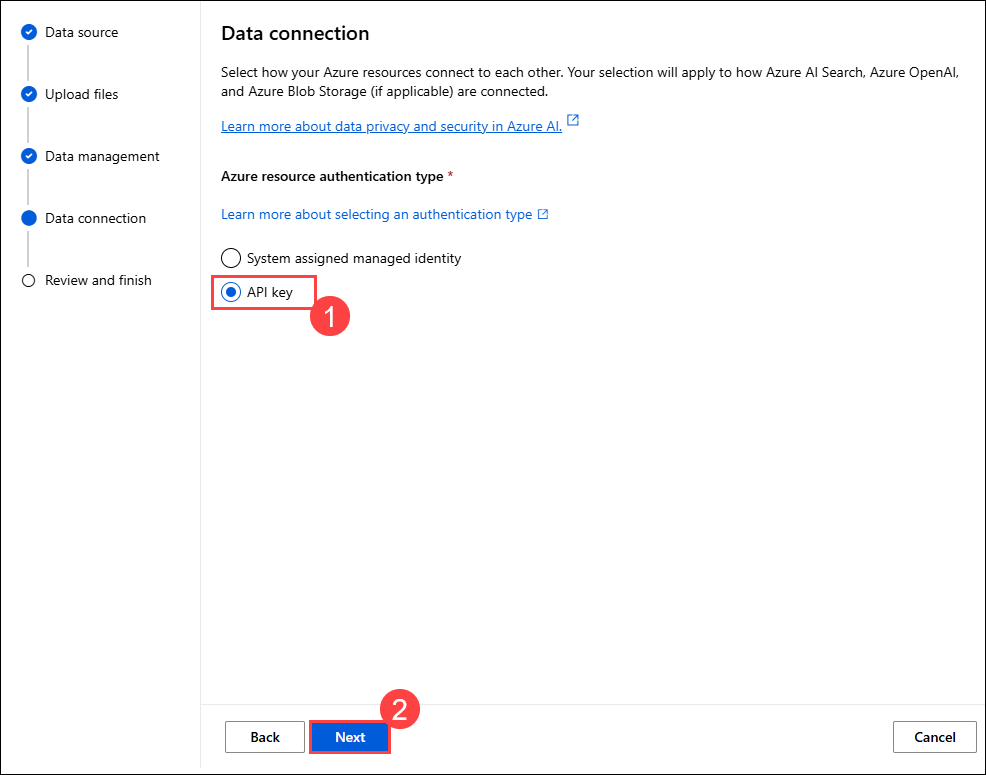 Data source
Upload files
Data management
Data connection
Review and finish
Data connection
Select how your Azure resources connect to each other. Your selection will apply to how Azure AI Search, Azure OpenAI,
and Azure Blob Storage (if applicable) are connected.
Learn more about data privacy and security in Azure AI.
Azure resource authentication type *
Learn more about selecting an authentication type
System assigned managed identity
API key
1
2
Back
Next
Cancel